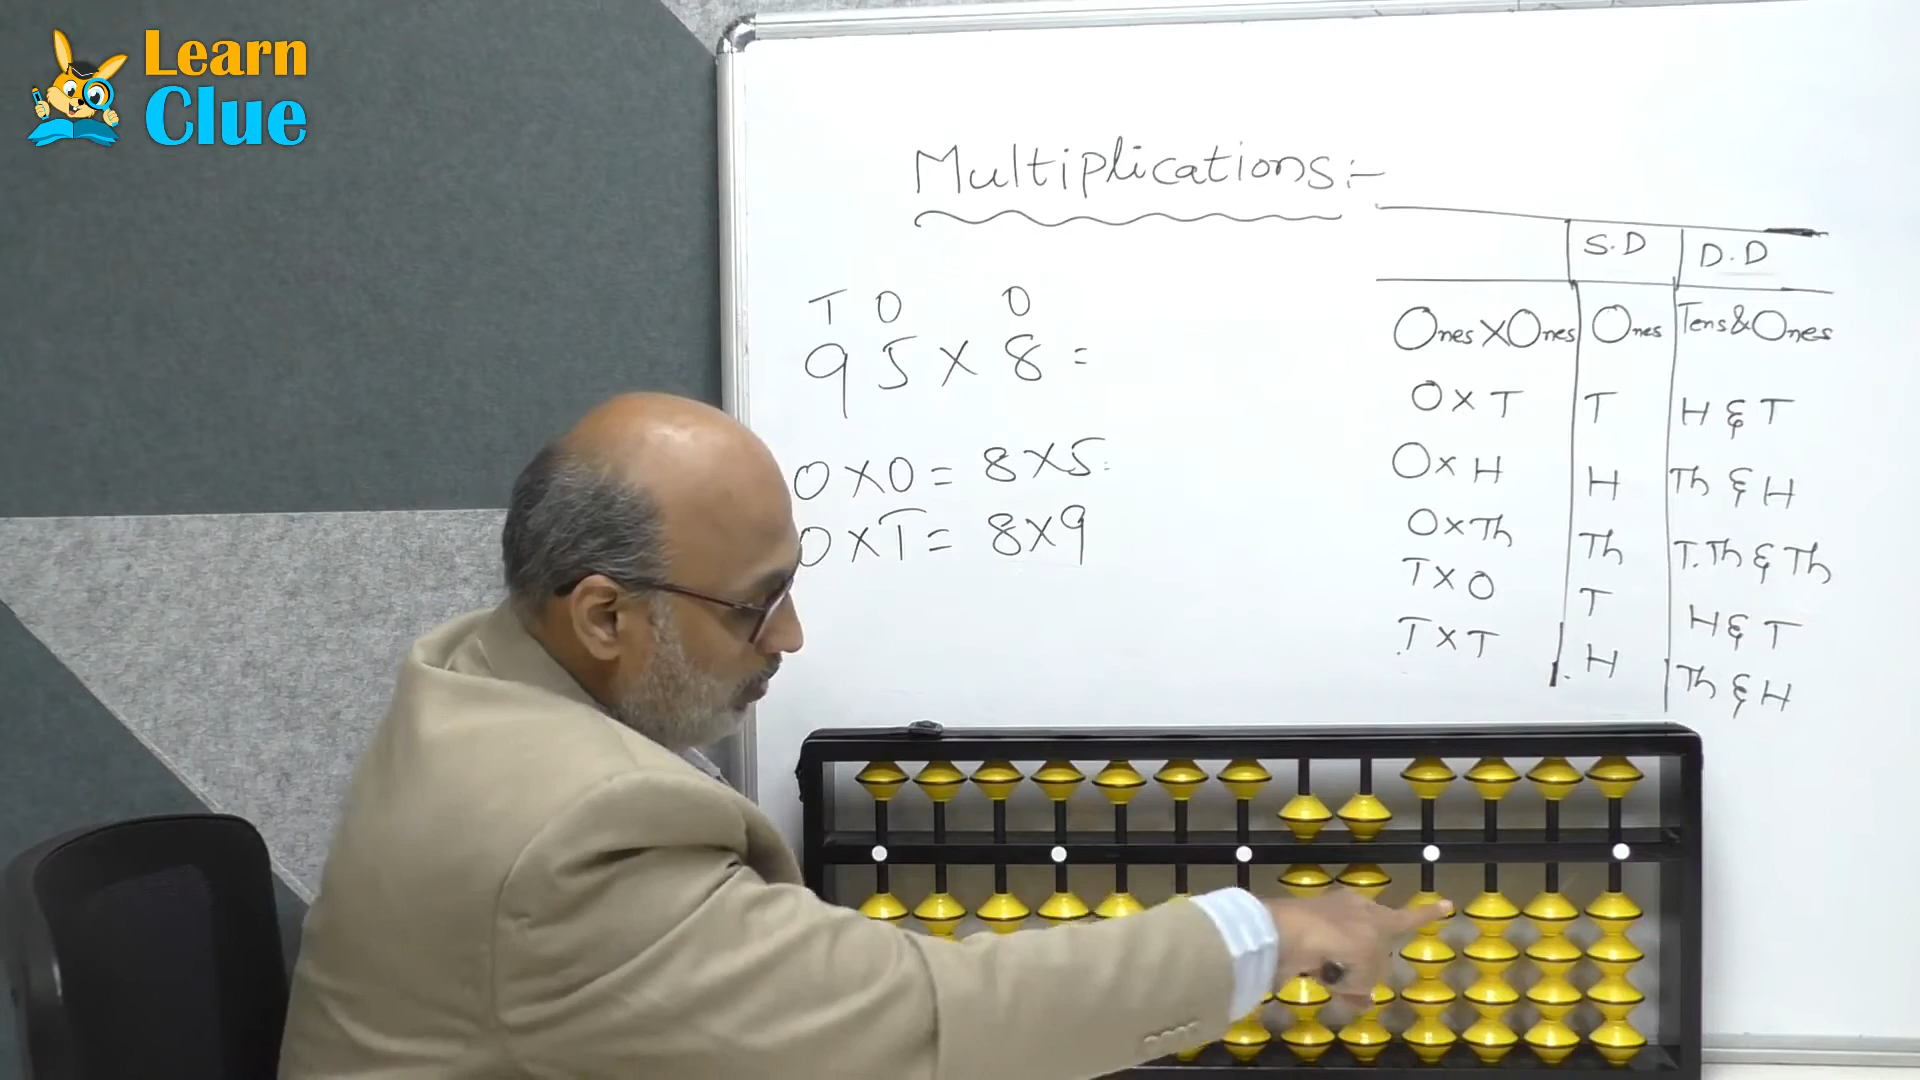 Learn
Clue
Multiplications:-
T O O
95 X 8 =
O X O = 8 X 5
O X T = 8 X 9
S.D D.D
Ones X Ones Ones Tens & Ones
O X T T H & T
O X H H Th & H
O X Th Th T.Th & Th
T X O T H & T
T X T H Th & H